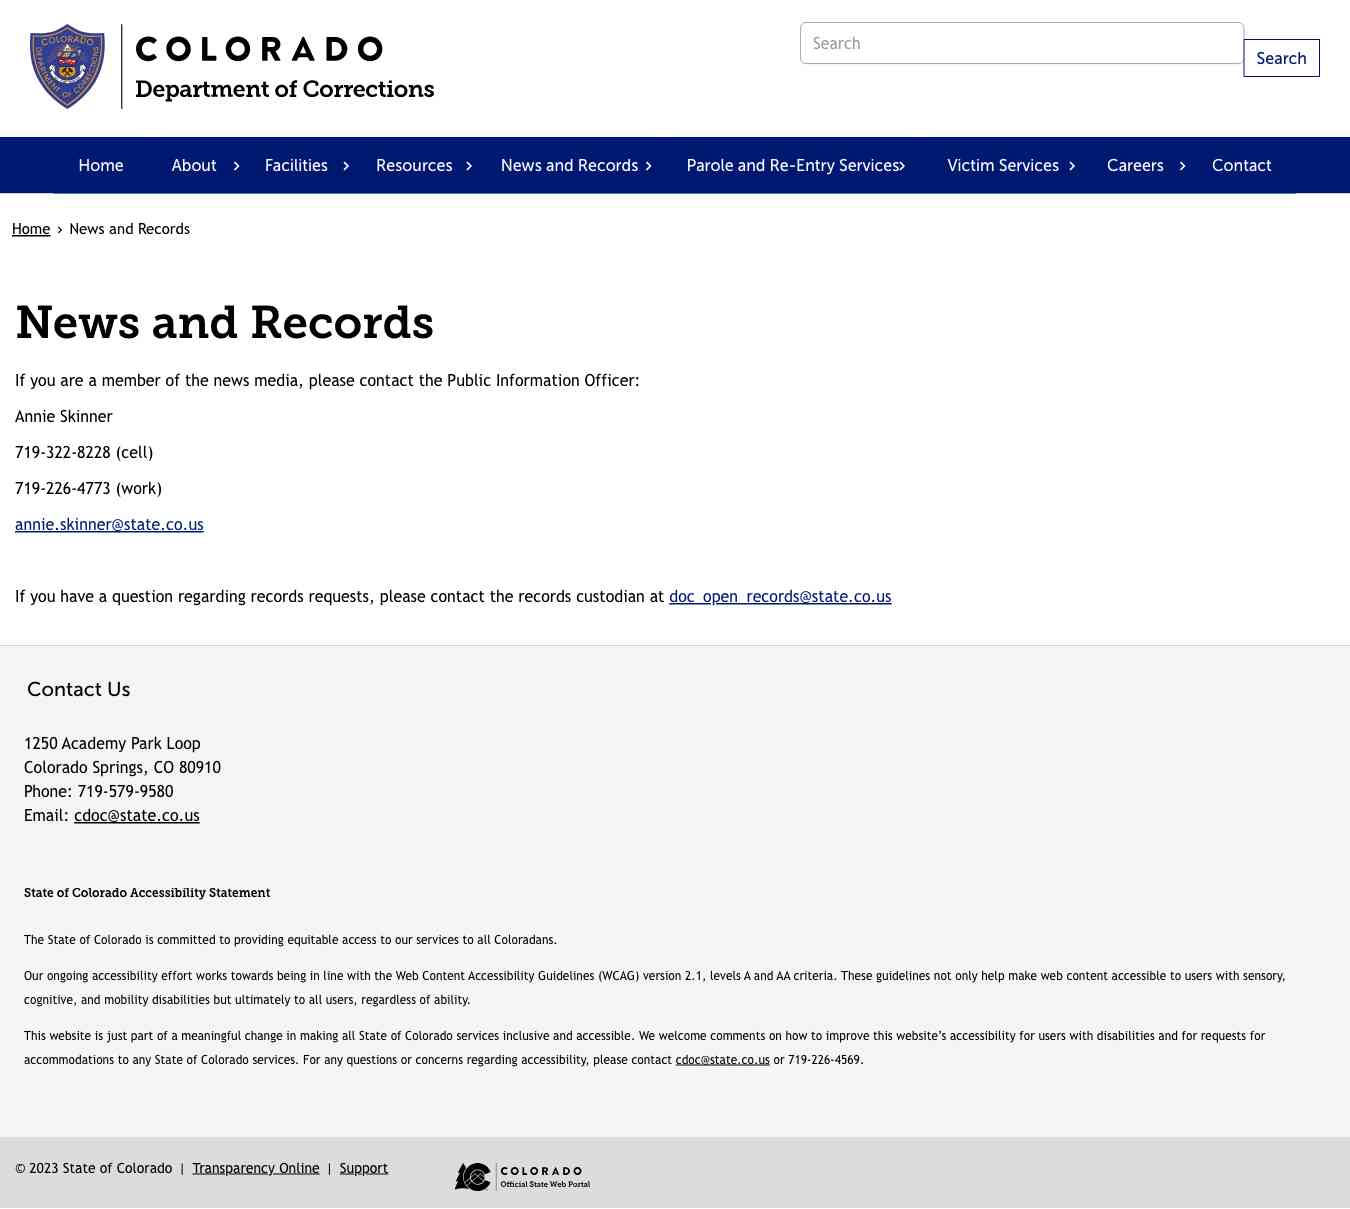 COLORADO
Department of Corrections
Search
Search
Home About Facilities Resources News and Records Parole and Re-Entry Services Victim Services Careers Contact
Home › News and Records
News and Records
If you are a member of the news media, please contact the Public Information Officer:
Annie Skinner
719-322-8228 (cell)
719-226-4773 (work)
annie.skinner@state.co.us
If you have a question regarding records requests, please contact the records custodian at doc_open_records@state.co.us
Contact Us
1250 Academy Park Loop
Colorado Springs, CO 80910
Phone: 719-579-9580
Email: cdoc@state.co.us
State of Colorado Accessibility Statement
The State of Colorado is committed to providing equitable access to our services to all Coloradans.
Our ongoing accessibility effort works towards being in line with the Web Content Accessibility Guidelines (WCAG) version 2.1, levels A and AA criteria. These guidelines not only help make web content accessible to users with sensory,
cognitive, and mobility disabilities but ultimately to all users, regardless of ability.
This website is just part of a meaningful change in making all State of Colorado services inclusive and accessible. We welcome comments on how to improve this website’s accessibility for users with disabilities and for requests for
accommodations to any State of Colorado services. For any questions or concerns regarding accessibility, please contact cdoc@state.co.us or 719-226-4569.
© 2023 State of Colorado | Transparency Online | Support
COLORADO
Official State Web Portal